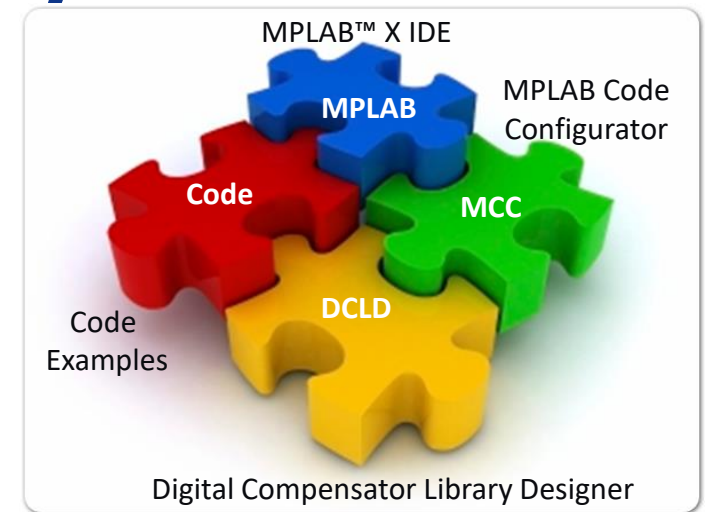 MPLAB™ X IDE
MPLAB
MPLAB Code
Configurator
Code
MCC
DCLD
Code
Examples
Digital Compensator Library Designer